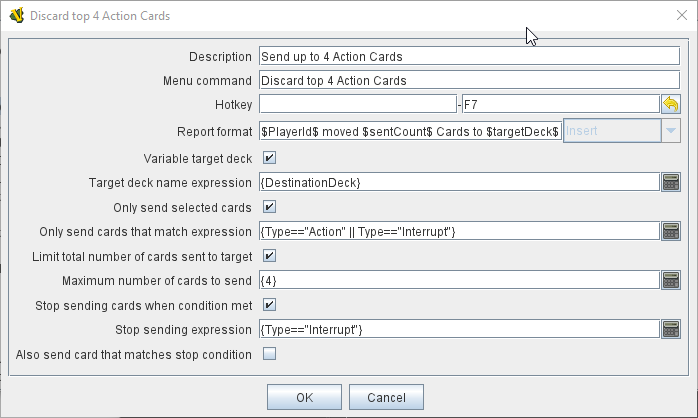 Discard top 4 Action Cards
Description Send up to 4 Action Cards
Menu command Discard top 4 Action Cards
Hotkey - F7
Report format $PlayerId$ moved $sentCount$ Cards to $targetDeck$ Insert
Variable target deck
Target deck name expression {DestinationDeck}
Only send selected cards
Only send cards that match expression {Type=="Action" || Type=="Interrupt"}
Limit total number of cards sent to target
Maximum number of cards to send {4}
Stop sending cards when condition met
Stop sending expression {Type=="Interrupt"}
Also send card that matches stop condition
OK Cancel